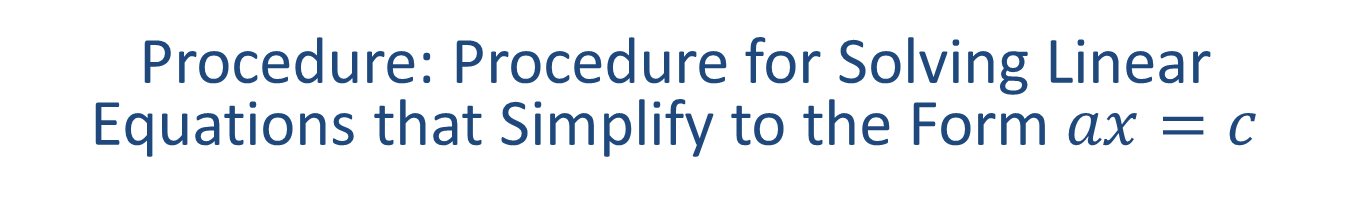 Procedure: Procedure for Solving Linear
Equations that Simplify to the Form 𝑎𝑥 = 𝑐